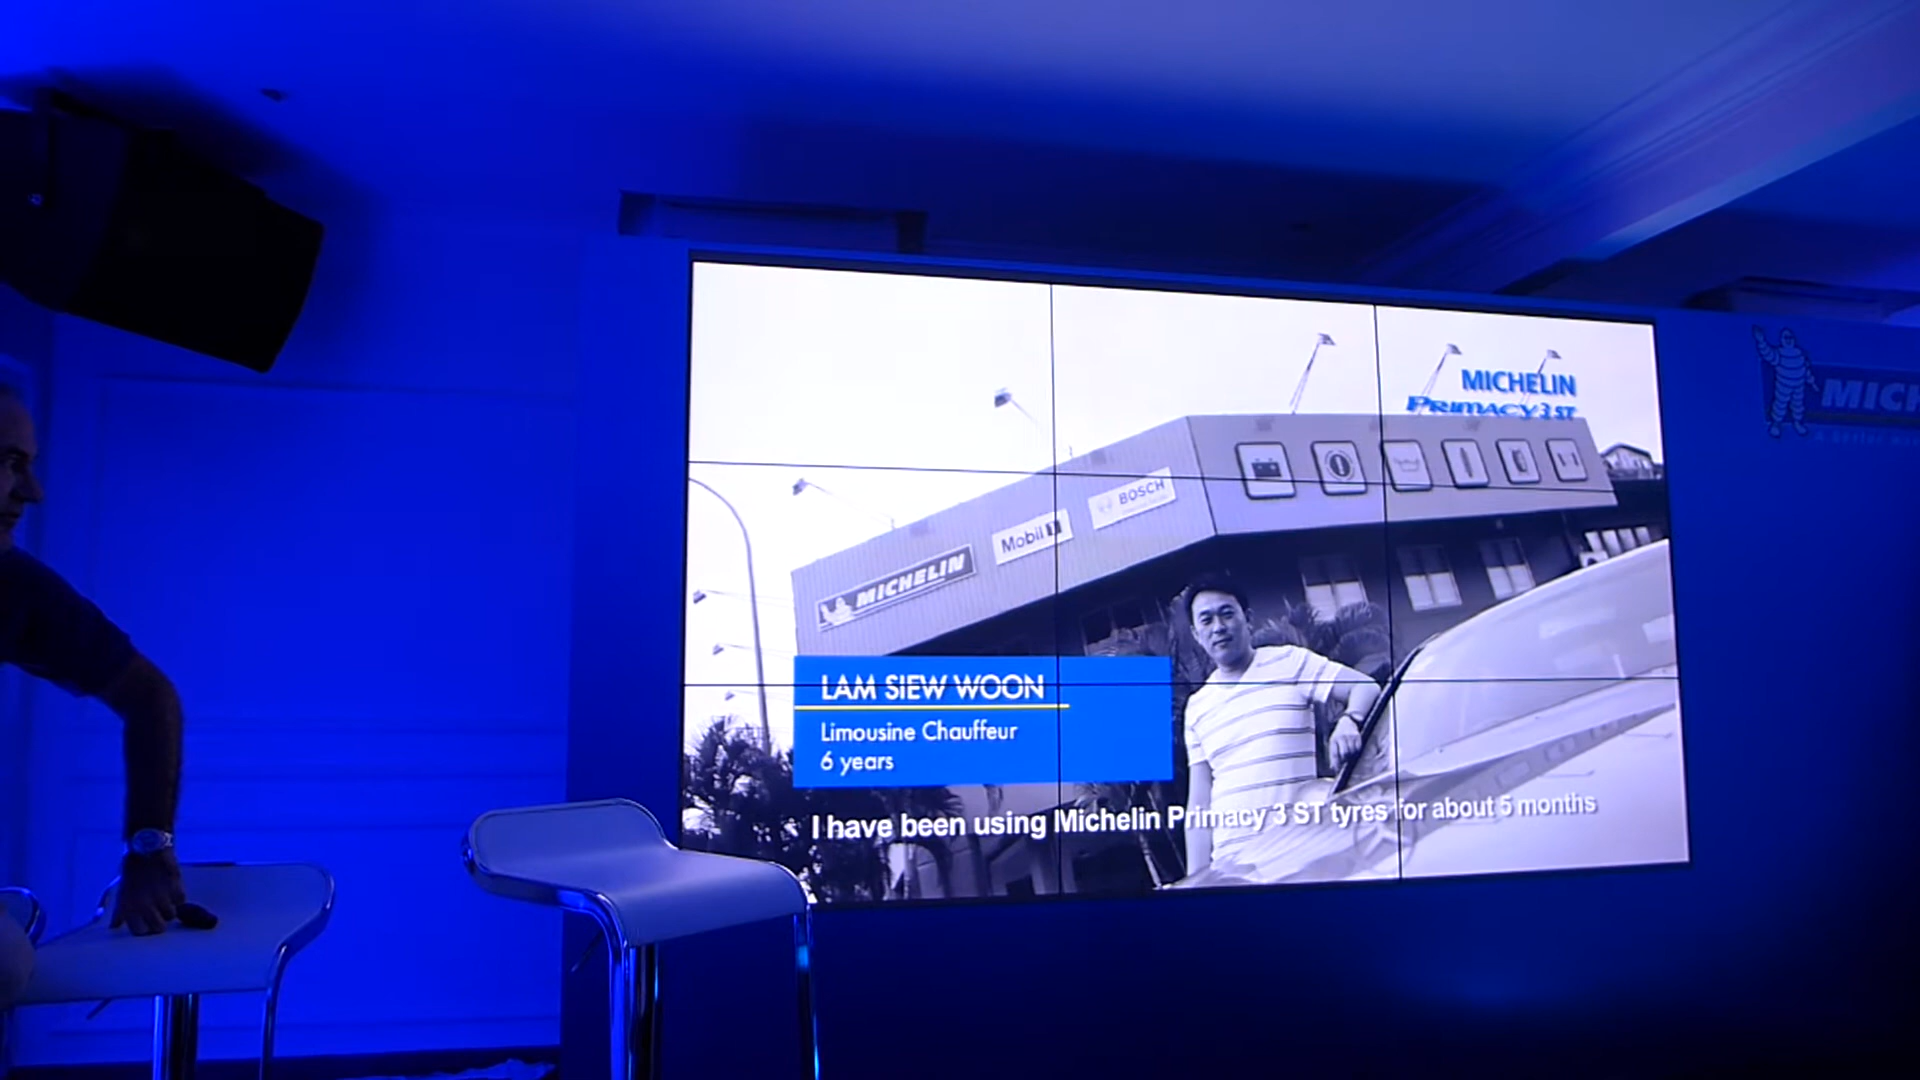 MICHELIN
PRIMACY 3 ST
BOSCH
Mobil 1
MICHELIN
LAM SIEW WOON
Limousine Chauffeur
6 years
I have been using Michelin Primacy 3 ST tyres for about 5 months
MICH